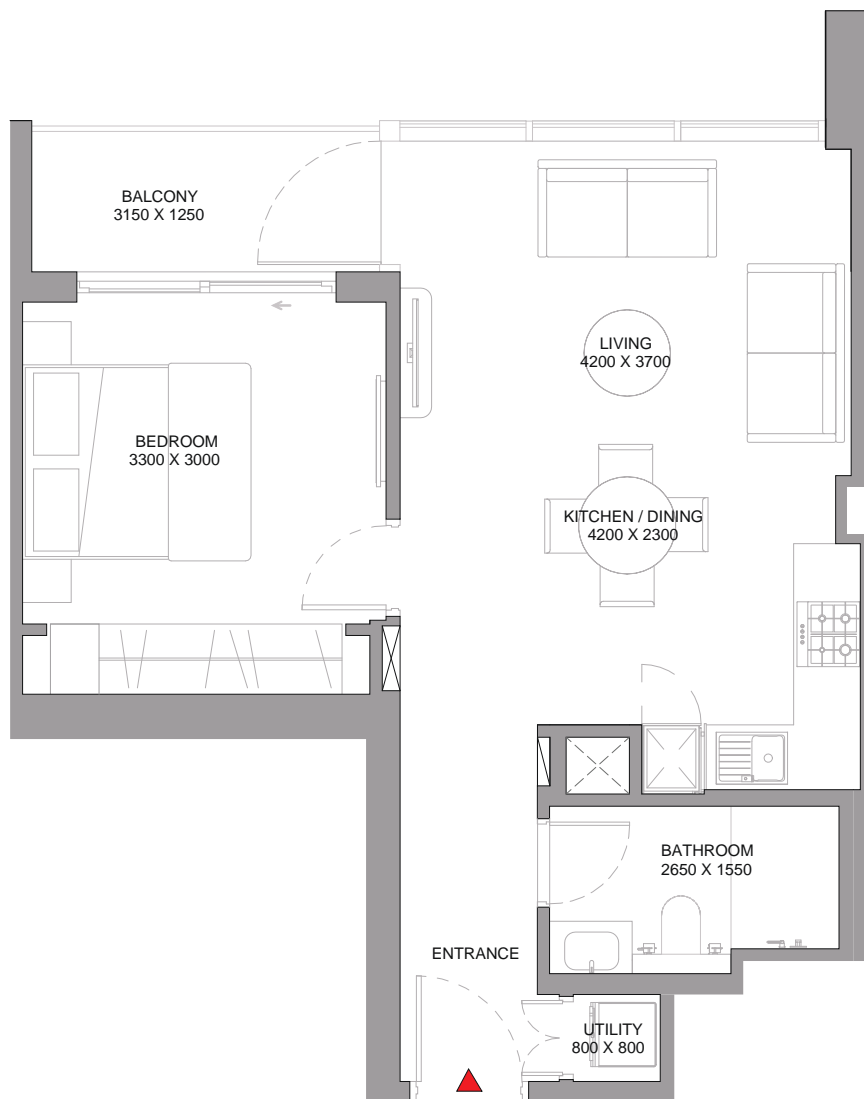 BALCONY
3150 X 1250
LIVING
4200 X 3700
BEDROOM
3300 X 3000
KITCHEN / DINING
4200 X 2300
BATHROOM
2650 X 1550
ENTRANCE
UTILITY
800 X 800